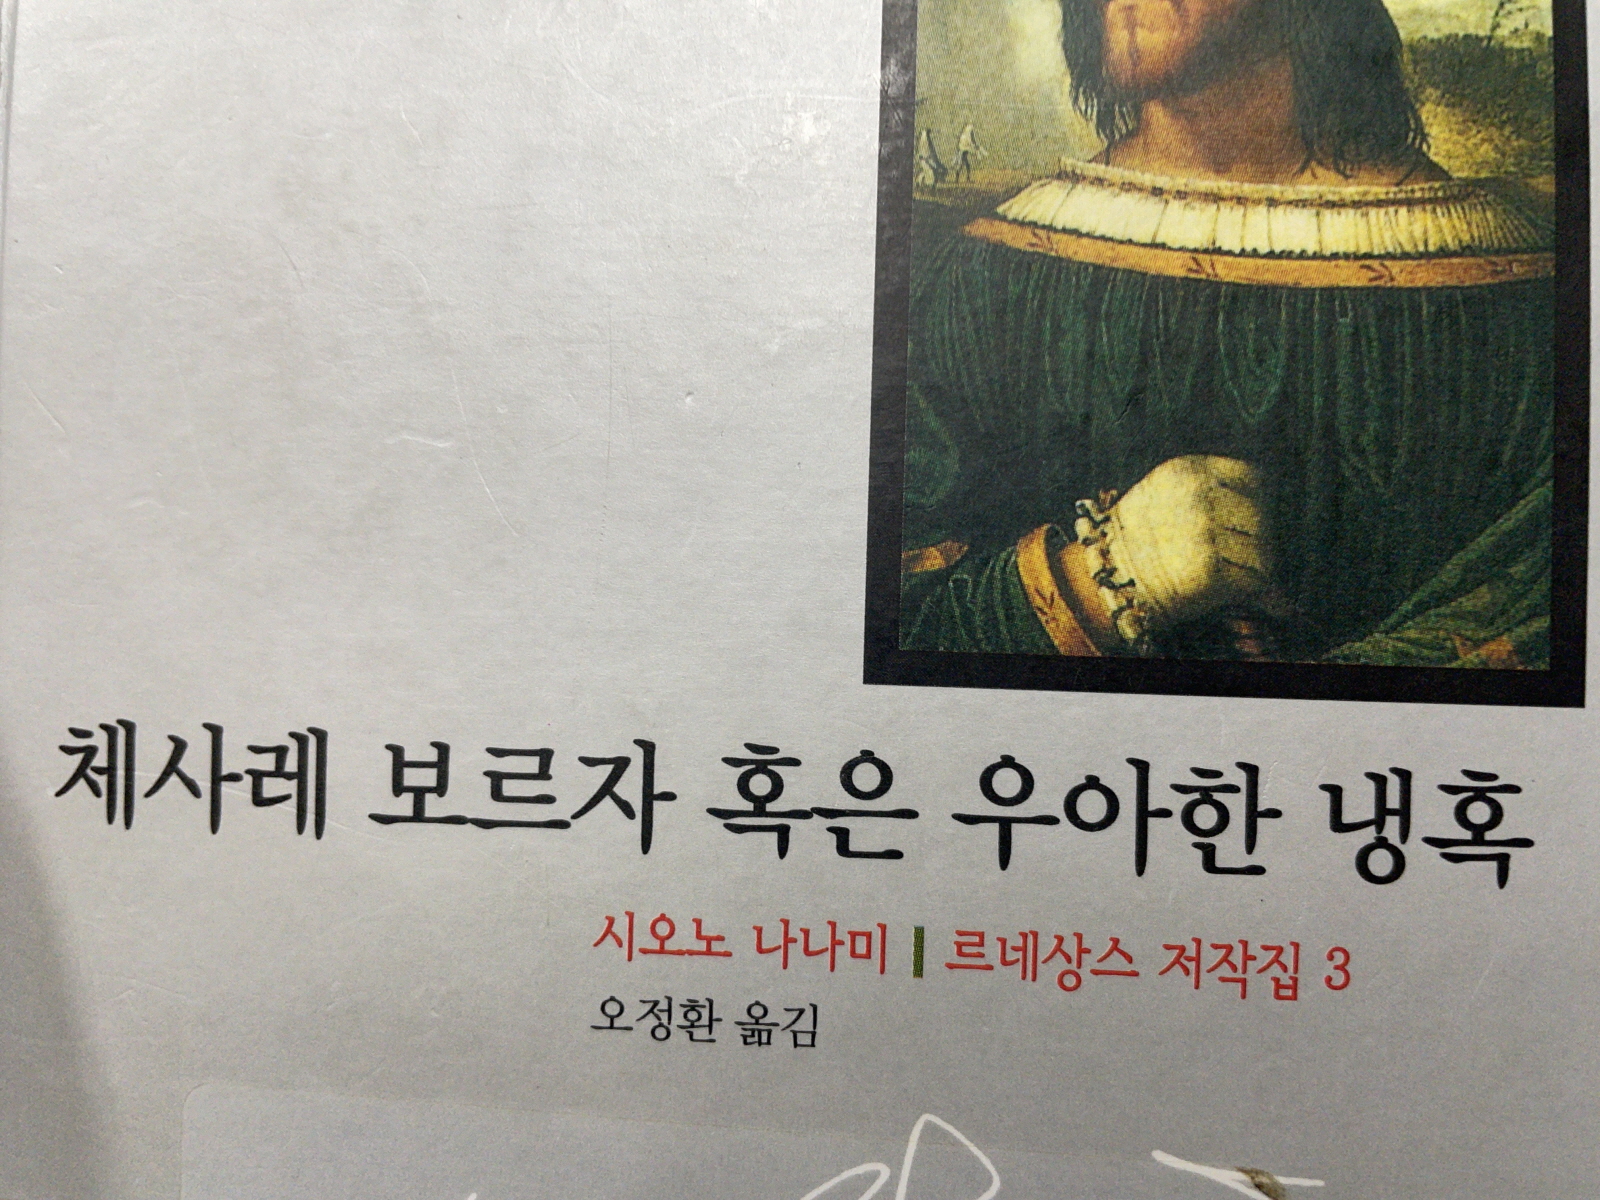 체사레 보르자 혹은 우아한 냉혹
시오노 나나미 | 르네상스 저작집 3
오정환 옮김